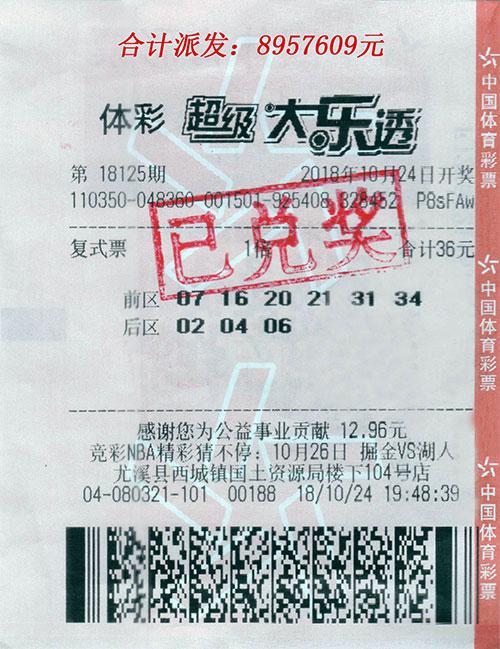 合计派发：8957609元
体彩 超级大乐透
第 18125期 2018年10月24日开奖
110350-048360-001501-925408 328452 P8sFAw
已兑奖
复式票 1倍 合计36元
前区 07 16 20 21 31 34
后区 02 04 06
感谢您为公益事业贡献 12.96元
竞彩NBA精彩猜不停：10月26日 掘金VS湖人
尤溪县西城镇国土资源局楼下104号店
04-080321-101 00188 18/10/24 19:48:39
中国体育彩票
中国体育彩票
中国体育彩票